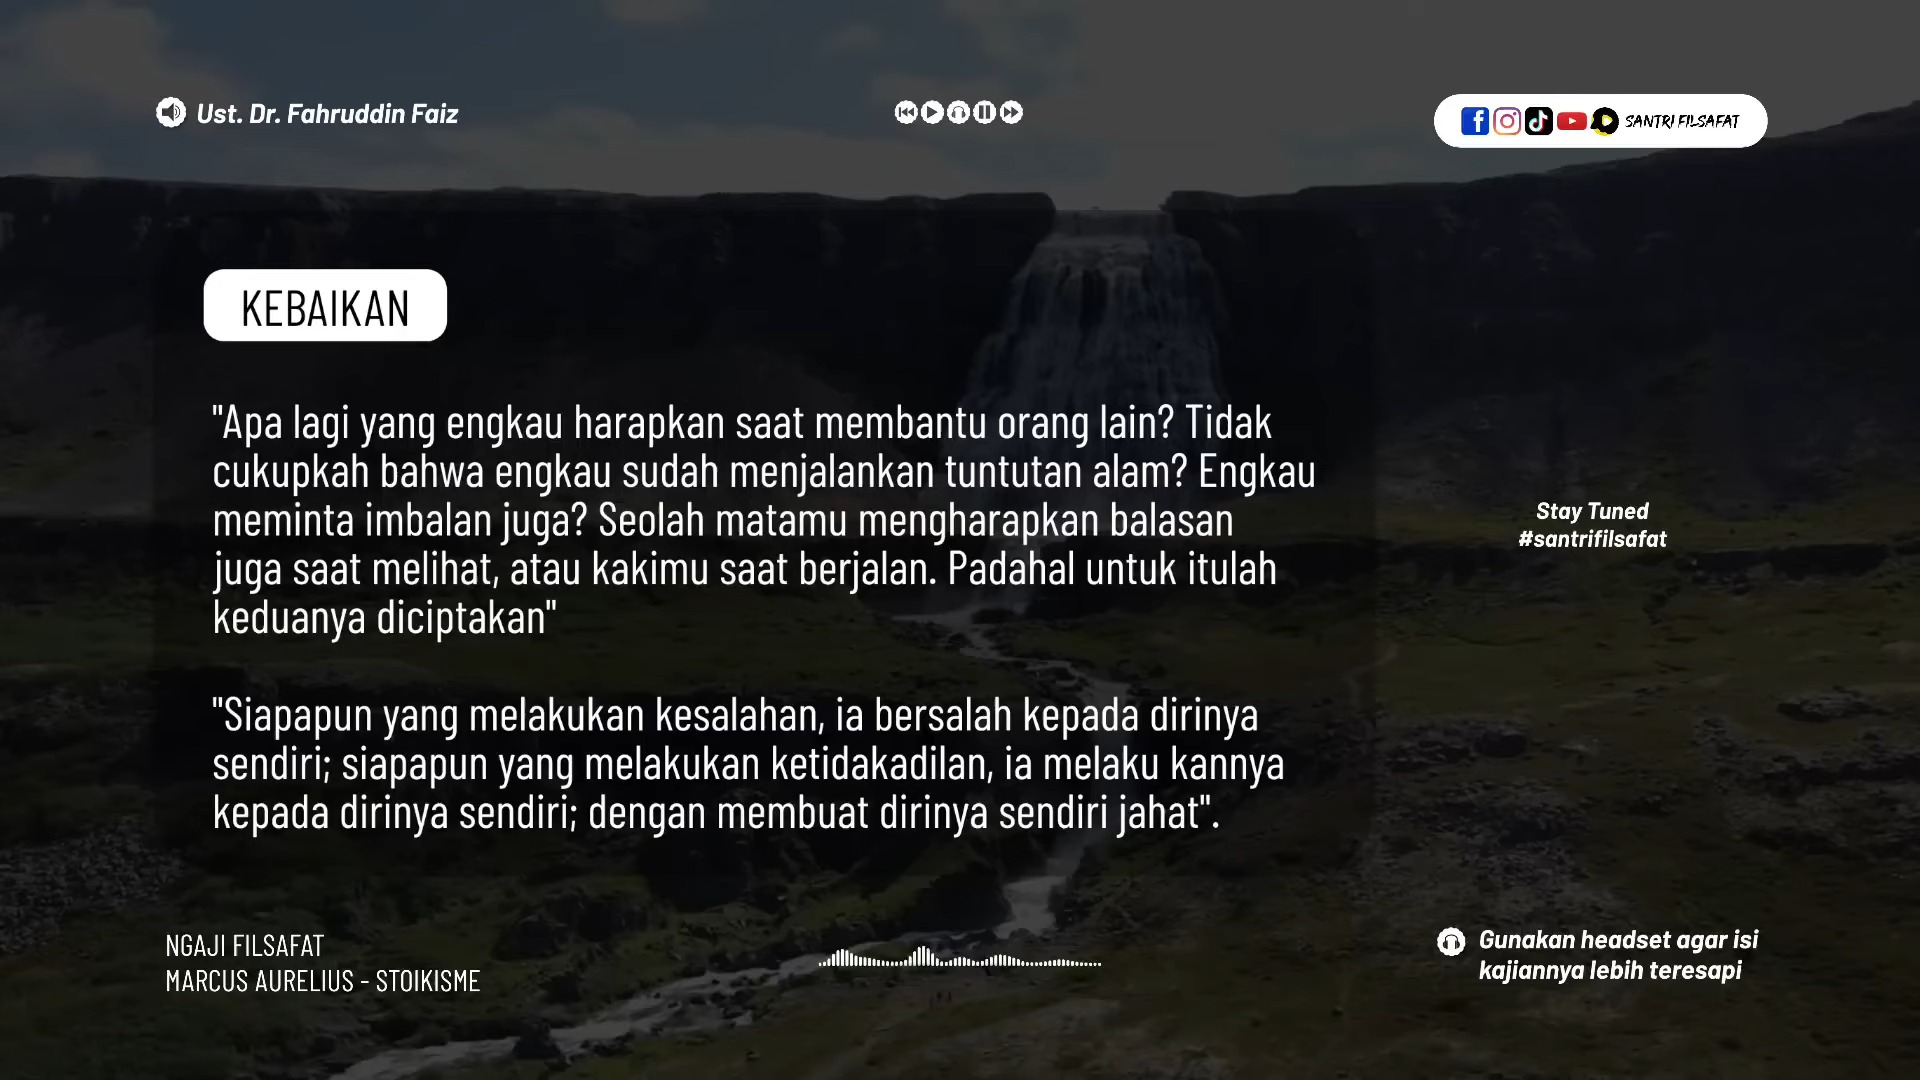 Ust. Dr. Fahruddin Faiz
SANTRI FILSAFAT
KEBAIKAN
"Apa lagi yang engkau harapkan saat membantu orang lain? Tidak
cukupkah bahwa engkau sudah menjalankan tuntutan alam? Engkau
meminta imbalan juga? Seolah matamu mengharapkan balasan
juga saat melihat, atau kakimu saat berjalan. Padahal untuk itulah
keduanya diciptakan"
"Siapapun yang melakukan kesalahan, ia bersalah kepada dirinya
sendiri; siapapun yang melakukan ketidakadilan, ia melaku kannya
kepada dirinya sendiri; dengan membuat dirinya sendiri jahat".
Stay Tuned
#santrifilsafat
NGAJI FILSAFAT
MARCUS AURELIUS - STOIKISME
Gunakan headset agar isi
kajiannya lebih teresapi